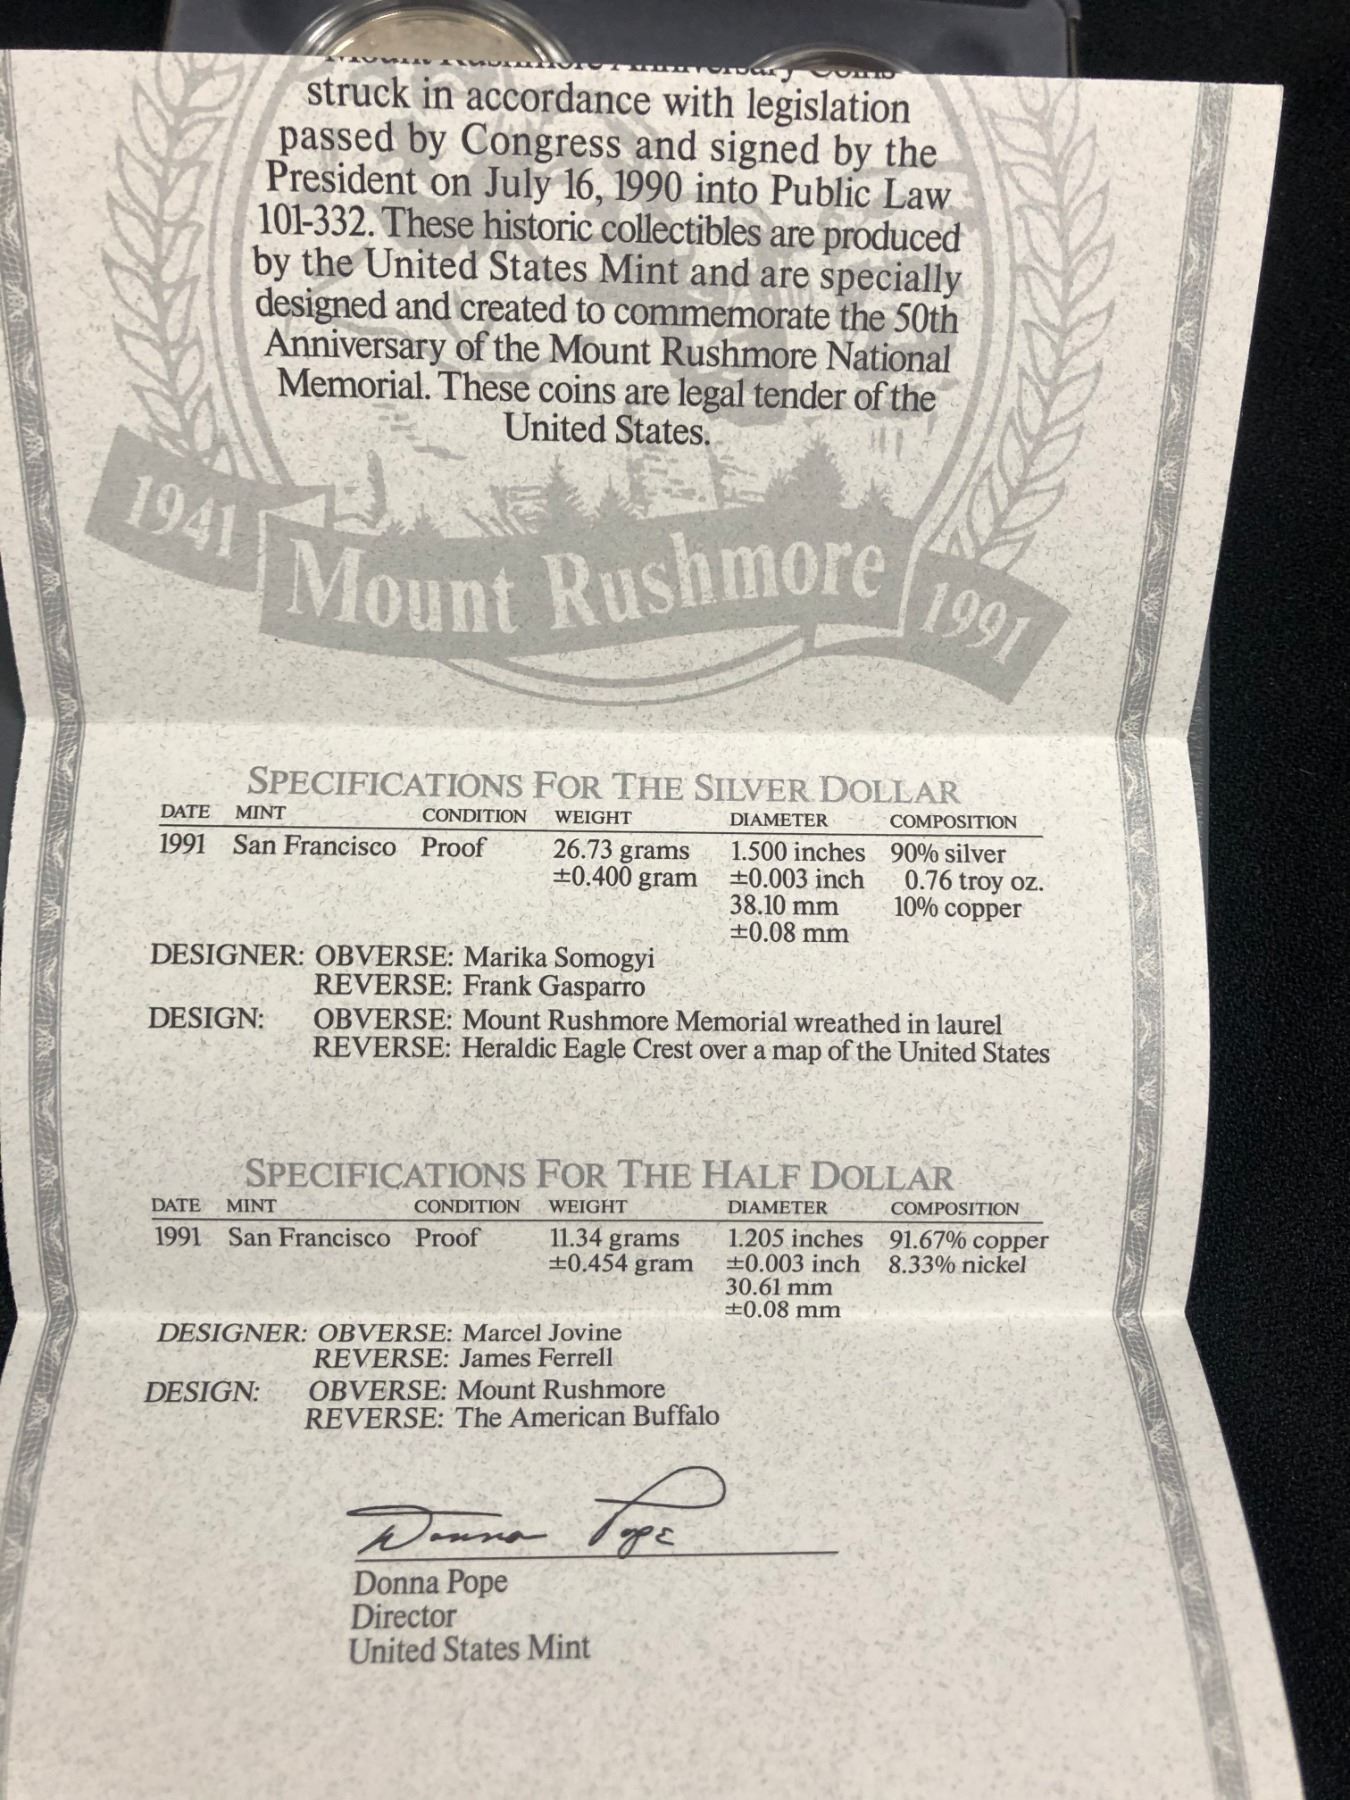 Mount Rushmore Anniversary Coins
struck in accordance with legislation
passed by Congress and signed by the
President on July 16, 1990 into Public Law
101-332. These historic collectibles are produced
by the United States Mint and are specially
designed and created to commemorate the 50th
Anniversary of the Mount Rushmore National
Memorial. These coins are legal tender of the
United States.
1941 Mount Rushmore 1991
SPECIFICATIONS FOR THE SILVER DOLLAR
DATE MINT CONDITION WEIGHT DIAMETER COMPOSITION
1991 San Francisco Proof 26.73 grams 1.500 inches 90% silver
±0.400 gram ±0.003 inch 0.76 troy oz.
38.10 mm 10% copper
±0.08 mm
DESIGNER: OBVERSE: Marika Somogyi
REVERSE: Frank Gasparro
DESIGN: OBVERSE: Mount Rushmore Memorial wreathed in laurel
REVERSE: Heraldic Eagle Crest over a map of the United States
SPECIFICATIONS FOR THE HALF DOLLAR
DATE MINT CONDITION WEIGHT DIAMETER COMPOSITION
1991 San Francisco Proof 11.34 grams 1.205 inches 91.67% copper
±0.454 gram ±0.003 inch 8.33% nickel
30.61 mm
±0.08 mm
DESIGNER: OBVERSE: Marcel Jovine
REVERSE: James Ferrell
DESIGN: OBVERSE: Mount Rushmore
REVERSE: The American Buffalo
Donna Pope
Donna Pope
Director
United States Mint